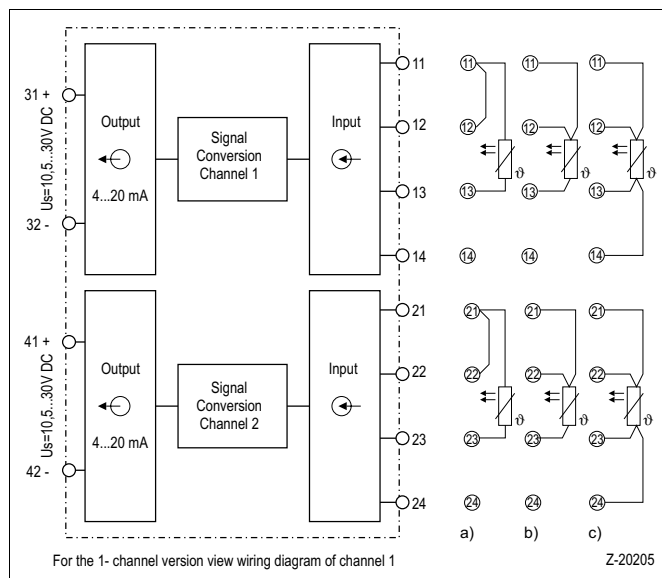 31 +
Us=10,5...30V DC
32 -
Output
4...20 mA
Signal
Conversion
Channel 1
Input
11
12
13
14
11
12
13
14
ϑ
11
12
13
14
ϑ
11
12
13
14
ϑ
41 +
Us=10,5...30V DC
42 -
Output
4...20 mA
Signal
Conversion
Channel 2
Input
21
22
23
24
21
22
23
24
ϑ
21
22
23
24
ϑ
21
22
23
24
ϑ
a)
b)
c)
For the 1- channel version view wiring diagram of channel 1
Z-20205